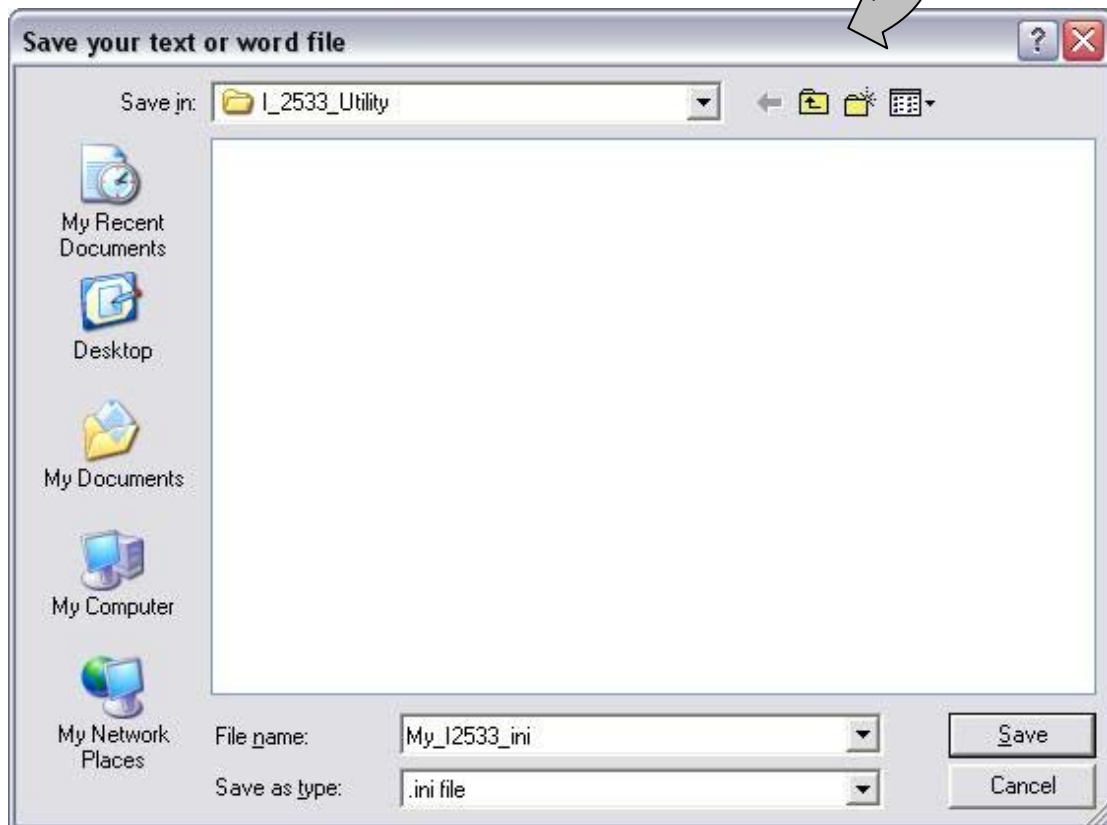 Save your text or word file
Save in:
I_2533_Utility
My Recent
Documents
Desktop
My Documents
My Computer
My Network
Places
File name:
My_I2533_ini
Save
Save as type:
.ini file
Cancel